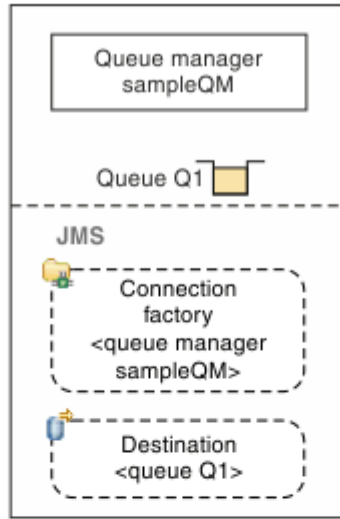 Queue manager
sampleQM
Queue Q1
JMS
Connection
factory
<queue manager
sampleQM>
Destination
<queue Q1>